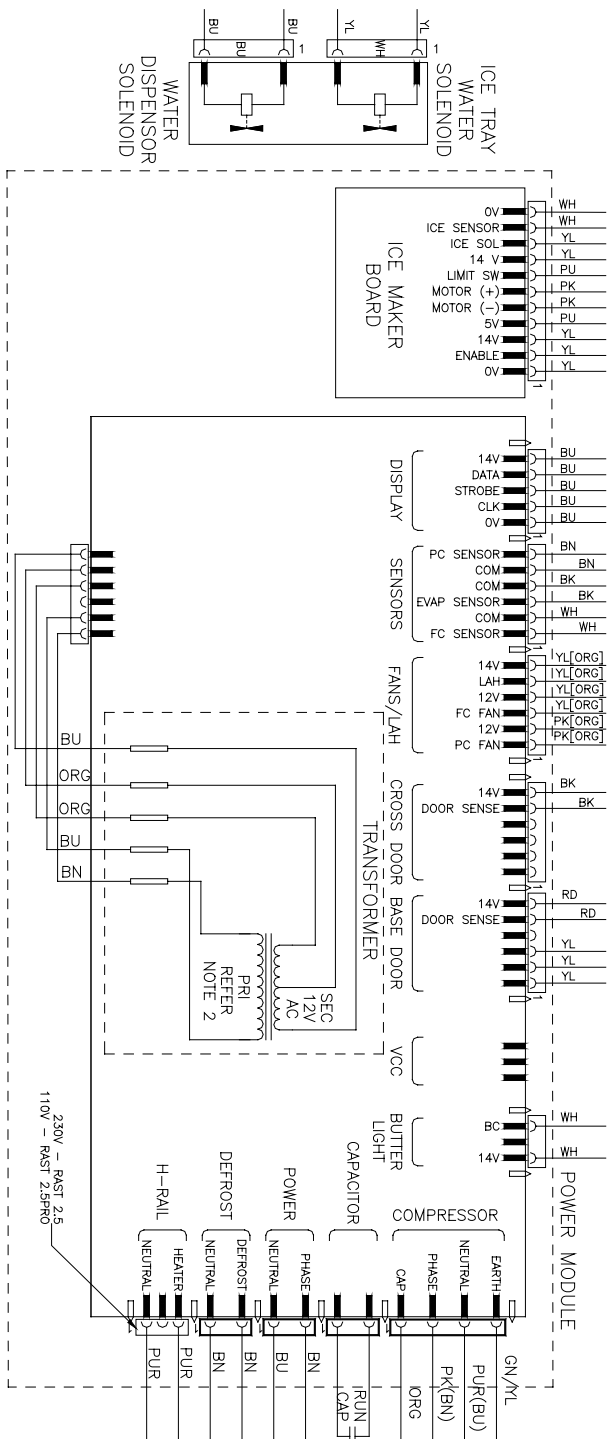 BU
BU
YL
YL
BU
1
WH
1
ICE TRAY
WATER
SOLENOID
WATER
DISPENSOR
SOLENOID
POWER MODULE
ICE MAKER
BOARD
0V WH
ICE SENSOR WH
ICE SOL YL
14 V YL
LIMIT SW PU
MOTOR (+) PK
MOTOR (-) PK
5V PU
14V YL
ENABLE YL
0V YL
1
DISPLAY
14V BU
DATA BU
STROBE BU
CLK BU
0V BU
1
SENSORS
PC SENSOR BN
COM BN
COM BK
EVAP SENSOR BK
COM WH
FC SENSOR WH
1
FANS/LAH
14V YL[ORG]
LAH YL[ORG]
12V YL[ORG]
FC FAN YL[ORG]
12V PK[ORG]
PC FAN PK[ORG]
1
CROSS DOOR
14V BK
DOOR SENSE BK
1
BASE DOOR
14V RD
DOOR SENSE RD
YL
YL
YL
1
VCC
BUTTER
LIGHT
BC WH
14V WH
BU
ORG
ORG
BU
BN
TRANSFORMER
SEC
12V
AC
PRI
REFER
NOTE 2
COMPRESSOR
EARTH GN/YL
NEUTRAL PUR(BU)
PHASE PK(BN)
CAP ORG
CAPACITOR
RUN
CAP
POWER
PHASE BN
NEUTRAL BU
DEFROST
DEFROST BN
NEUTRAL BN
H-RAIL
HEATER PUR
NEUTRAL PUR
230V - RAST 2.5
110V - RAST 2.5PRO